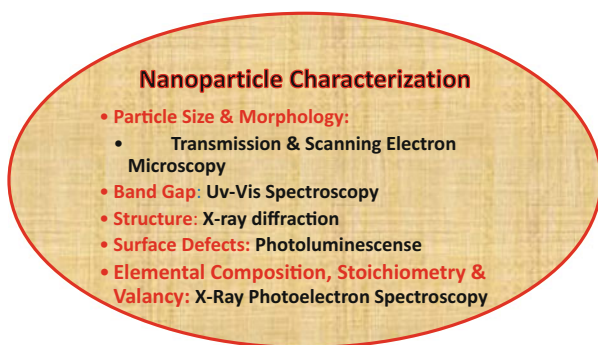 Nanoparticle Characterization
• Particle Size & Morphology:
• Transmission & Scanning Electron
Microscopy
• Band Gap: Uv-Vis Spectroscopy
• Structure: X-ray diffraction
• Surface Defects: Photoluminescense
• Elemental Composition, Stoichiometry &
Valancy: X-Ray Photoelectron Spectroscopy